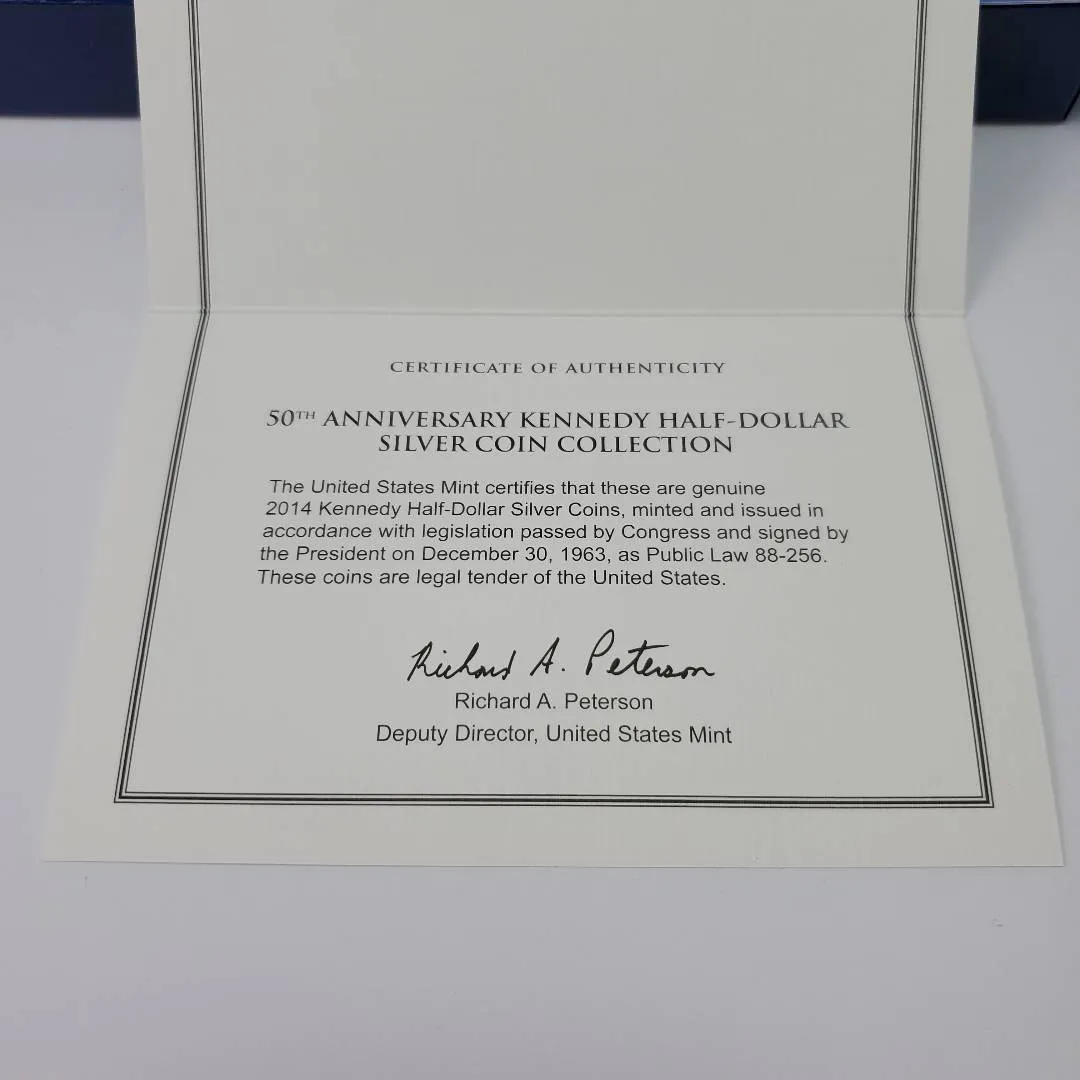 CERTIFICATE OF AUTHENTICITY
50TH ANNIVERSARY KENNEDY HALF-DOLLAR
SILVER COIN COLLECTION
The United States Mint certifies that these are genuine
2014 Kennedy Half-Dollar Silver Coins, minted and issued in
accordance with legislation passed by Congress and signed by
the President on December 30, 1963, as Public Law 88-256.
These coins are legal tender of the United States.
Richard A. Peterson
Richard A. Peterson
Deputy Director, United States Mint